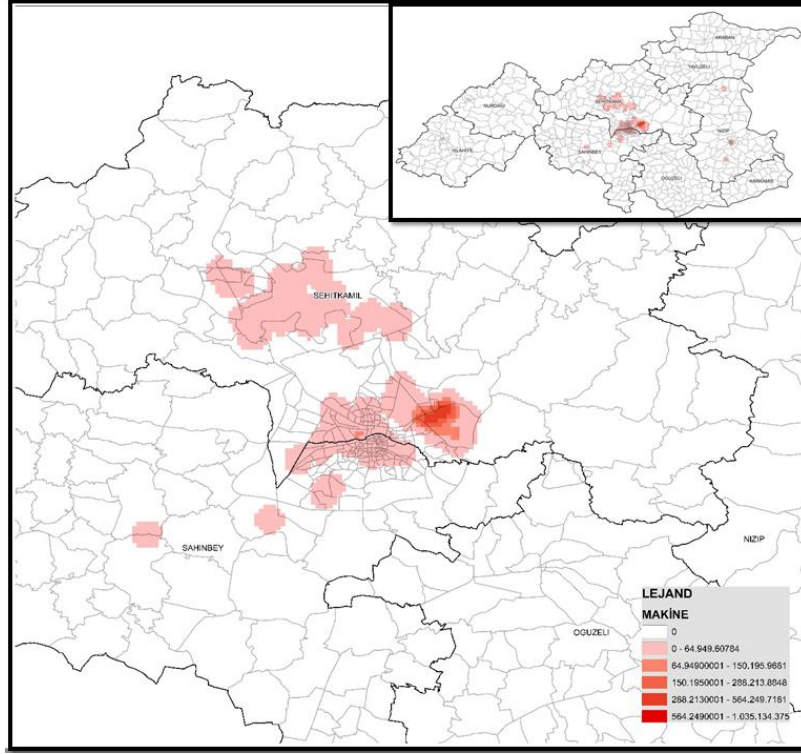 ARABAN
YAVUZELI
NURDAGI
SEHITKAMIL
ISLAHIYE
NIZIP
SAHINBEY
OGUZELI
KARKAMIS
SEHITKAMIL
SAHINBEY
NIZIP
OGUZELI
LEJAND
MAKİNE
0
0 - 64.949.60784
64.94900001 - 150.195.9681
150.1950001 - 288.213.8848
288.2130001 - 564.249.7181
564.2490001 - 1.035.134.375